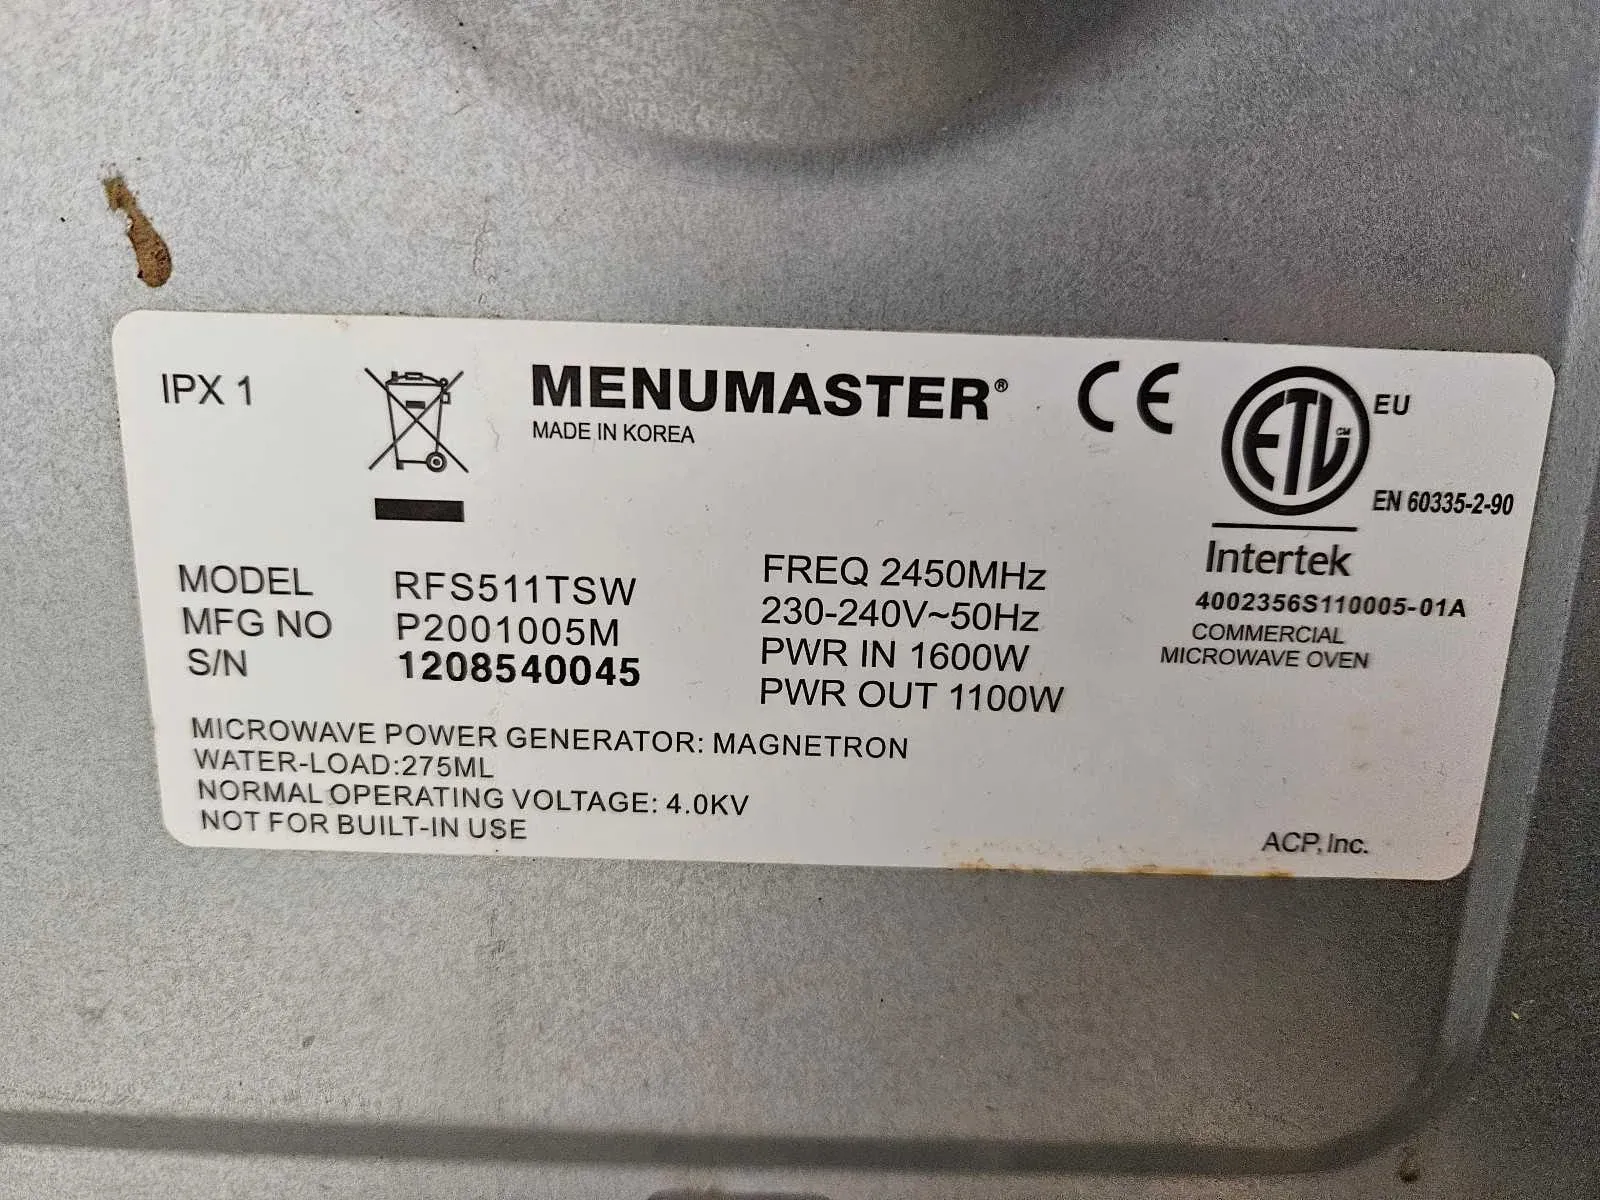 IPX 1
MENUMASTER®
MADE IN KOREA
CE
ETL CM
EU
EN 60335-2-90
Intertek
4002356S110005-01A
COMMERCIAL
MICROWAVE OVEN
MODEL RFS511TSW
MFG NO P2001005M
S/N 1208540045
FREQ 2450MHz
230-240V~50Hz
PWR IN 1600W
PWR OUT 1100W
MICROWAVE POWER GENERATOR: MAGNETRON
WATER-LOAD:275ML
NORMAL OPERATING VOLTAGE: 4.0KV
NOT FOR BUILT-IN USE
ACP, Inc.